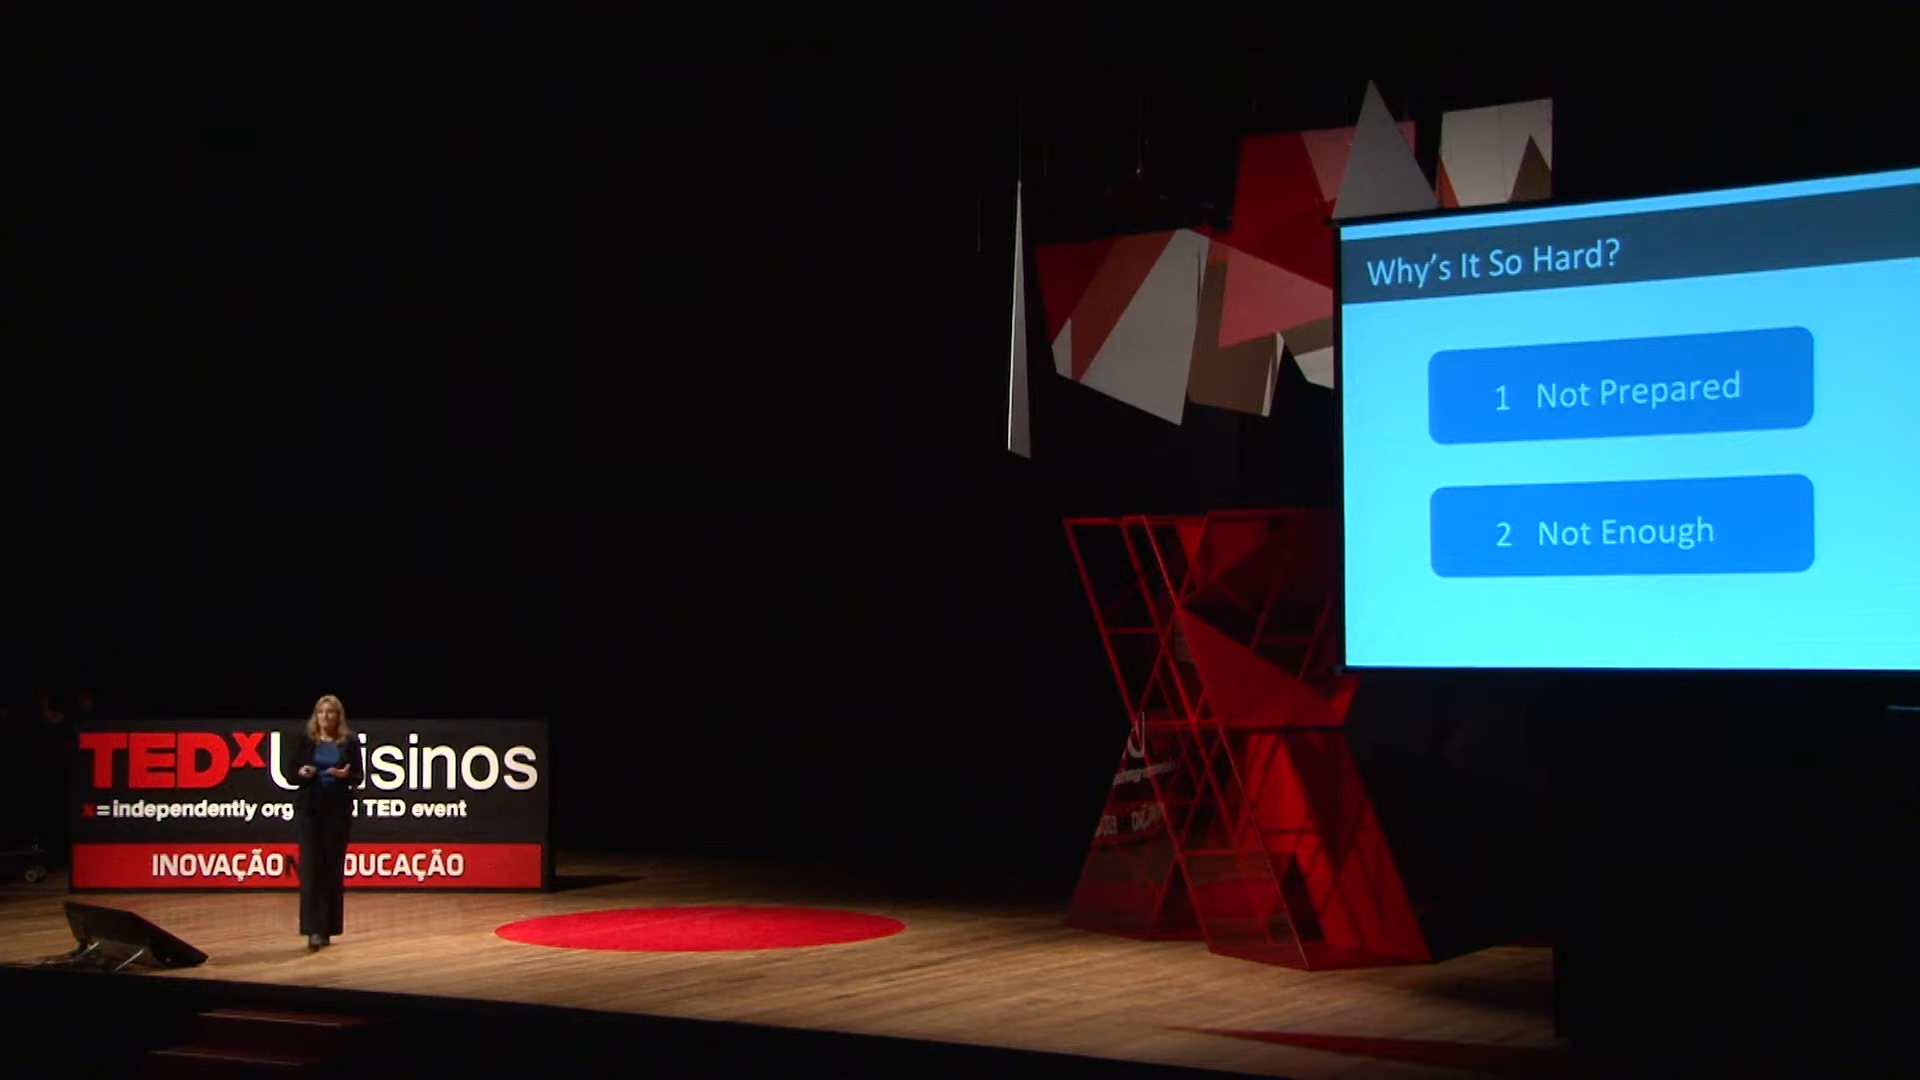 Why's It So Hard?
1 Not Prepared
2 Not Enough
TEDx U isinos
x = independently org TED event
INOVAÇÃO N DUCAÇÃO